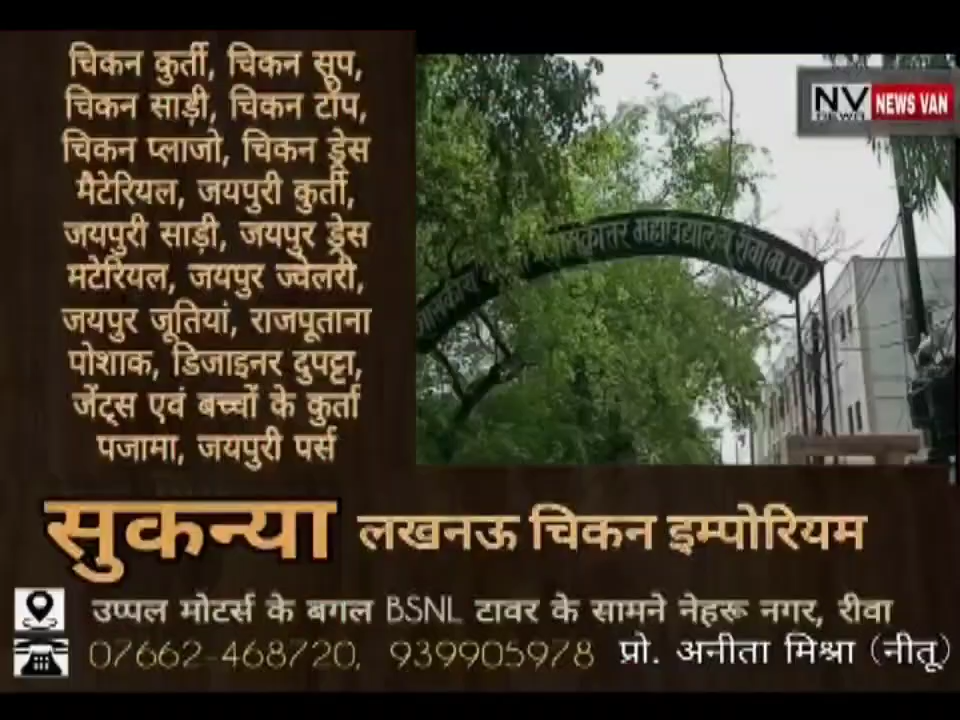 चिकन कुर्ती, चिकन सूप,
चिकन साड़ी, चिकन टॉप,
चिकन प्लाजो, चिकन ड्रेस
मैटेरियल, जयपुरी कुर्ती,
जयपुरी साड़ी, जयपुर ड्रेस
मटेरियल, जयपुर ज्वेलरी,
जयपुर जूतियां, राजपूताना
पोशाक, डिजाइनर दुपट्टा,
जेंट्स एवं बच्चों के कुर्ता
पजामा, जयपुरी पर्स
NV NEWS VAN
महाविद्यालय रीवा (म.प्र.)
सुकन्या लखनऊ चिकन इम्पोरियम
उप्पल मोटर्स के बगल BSNL टावर के सामने नेहरू नगर, रीवा
07662-468720, 939905978 प्रो. अनीता मिश्रा (नीतू)